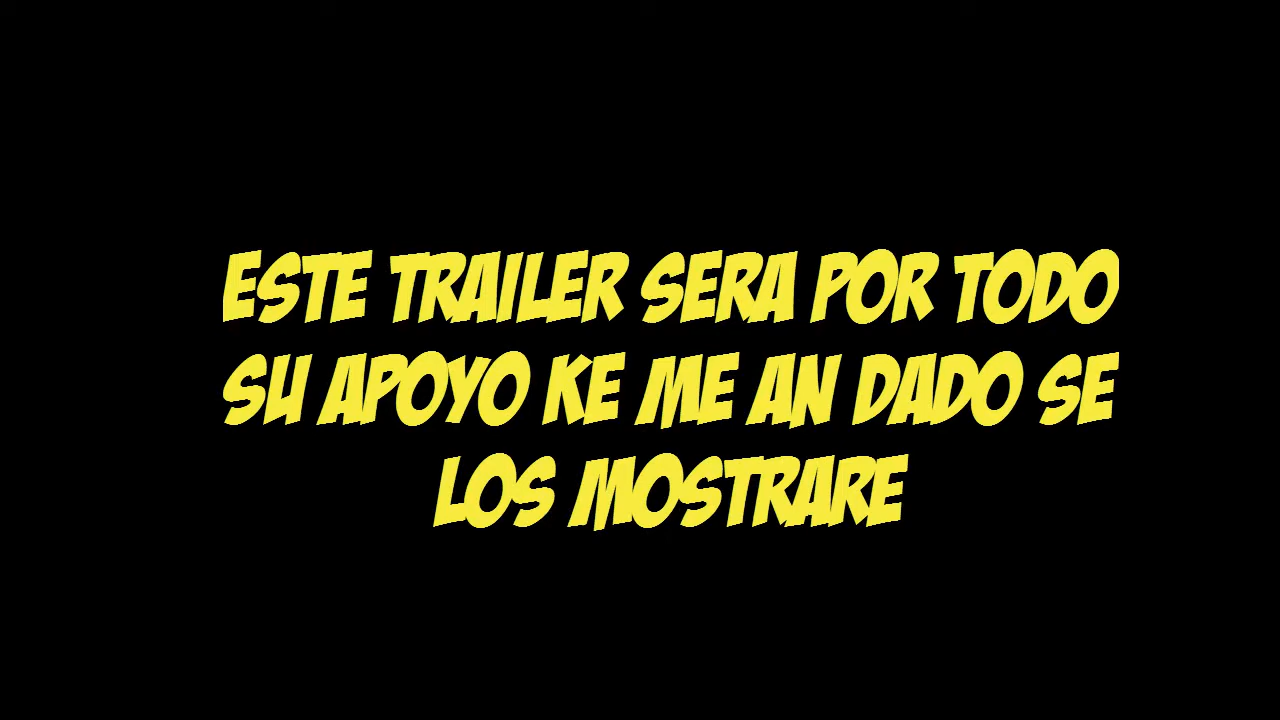 ESTE TRAILER SERA POR TODO
SU APOYO KE ME AN DADO SE
LOS MOSTRARE